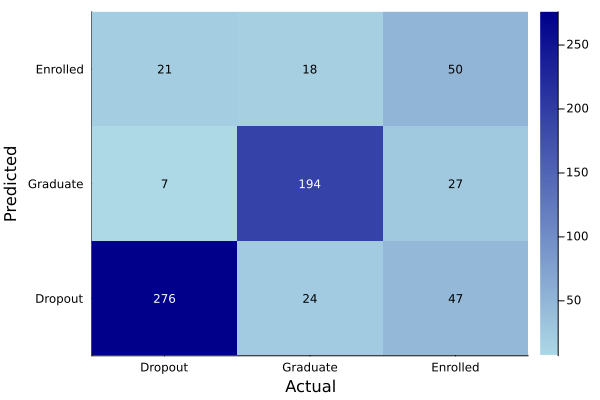 Predicted
Enrolled 21 18 50
Graduate 7 194 27
Dropout 276 24 47
Dropout Graduate Enrolled
Actual
250
200
150
100
50